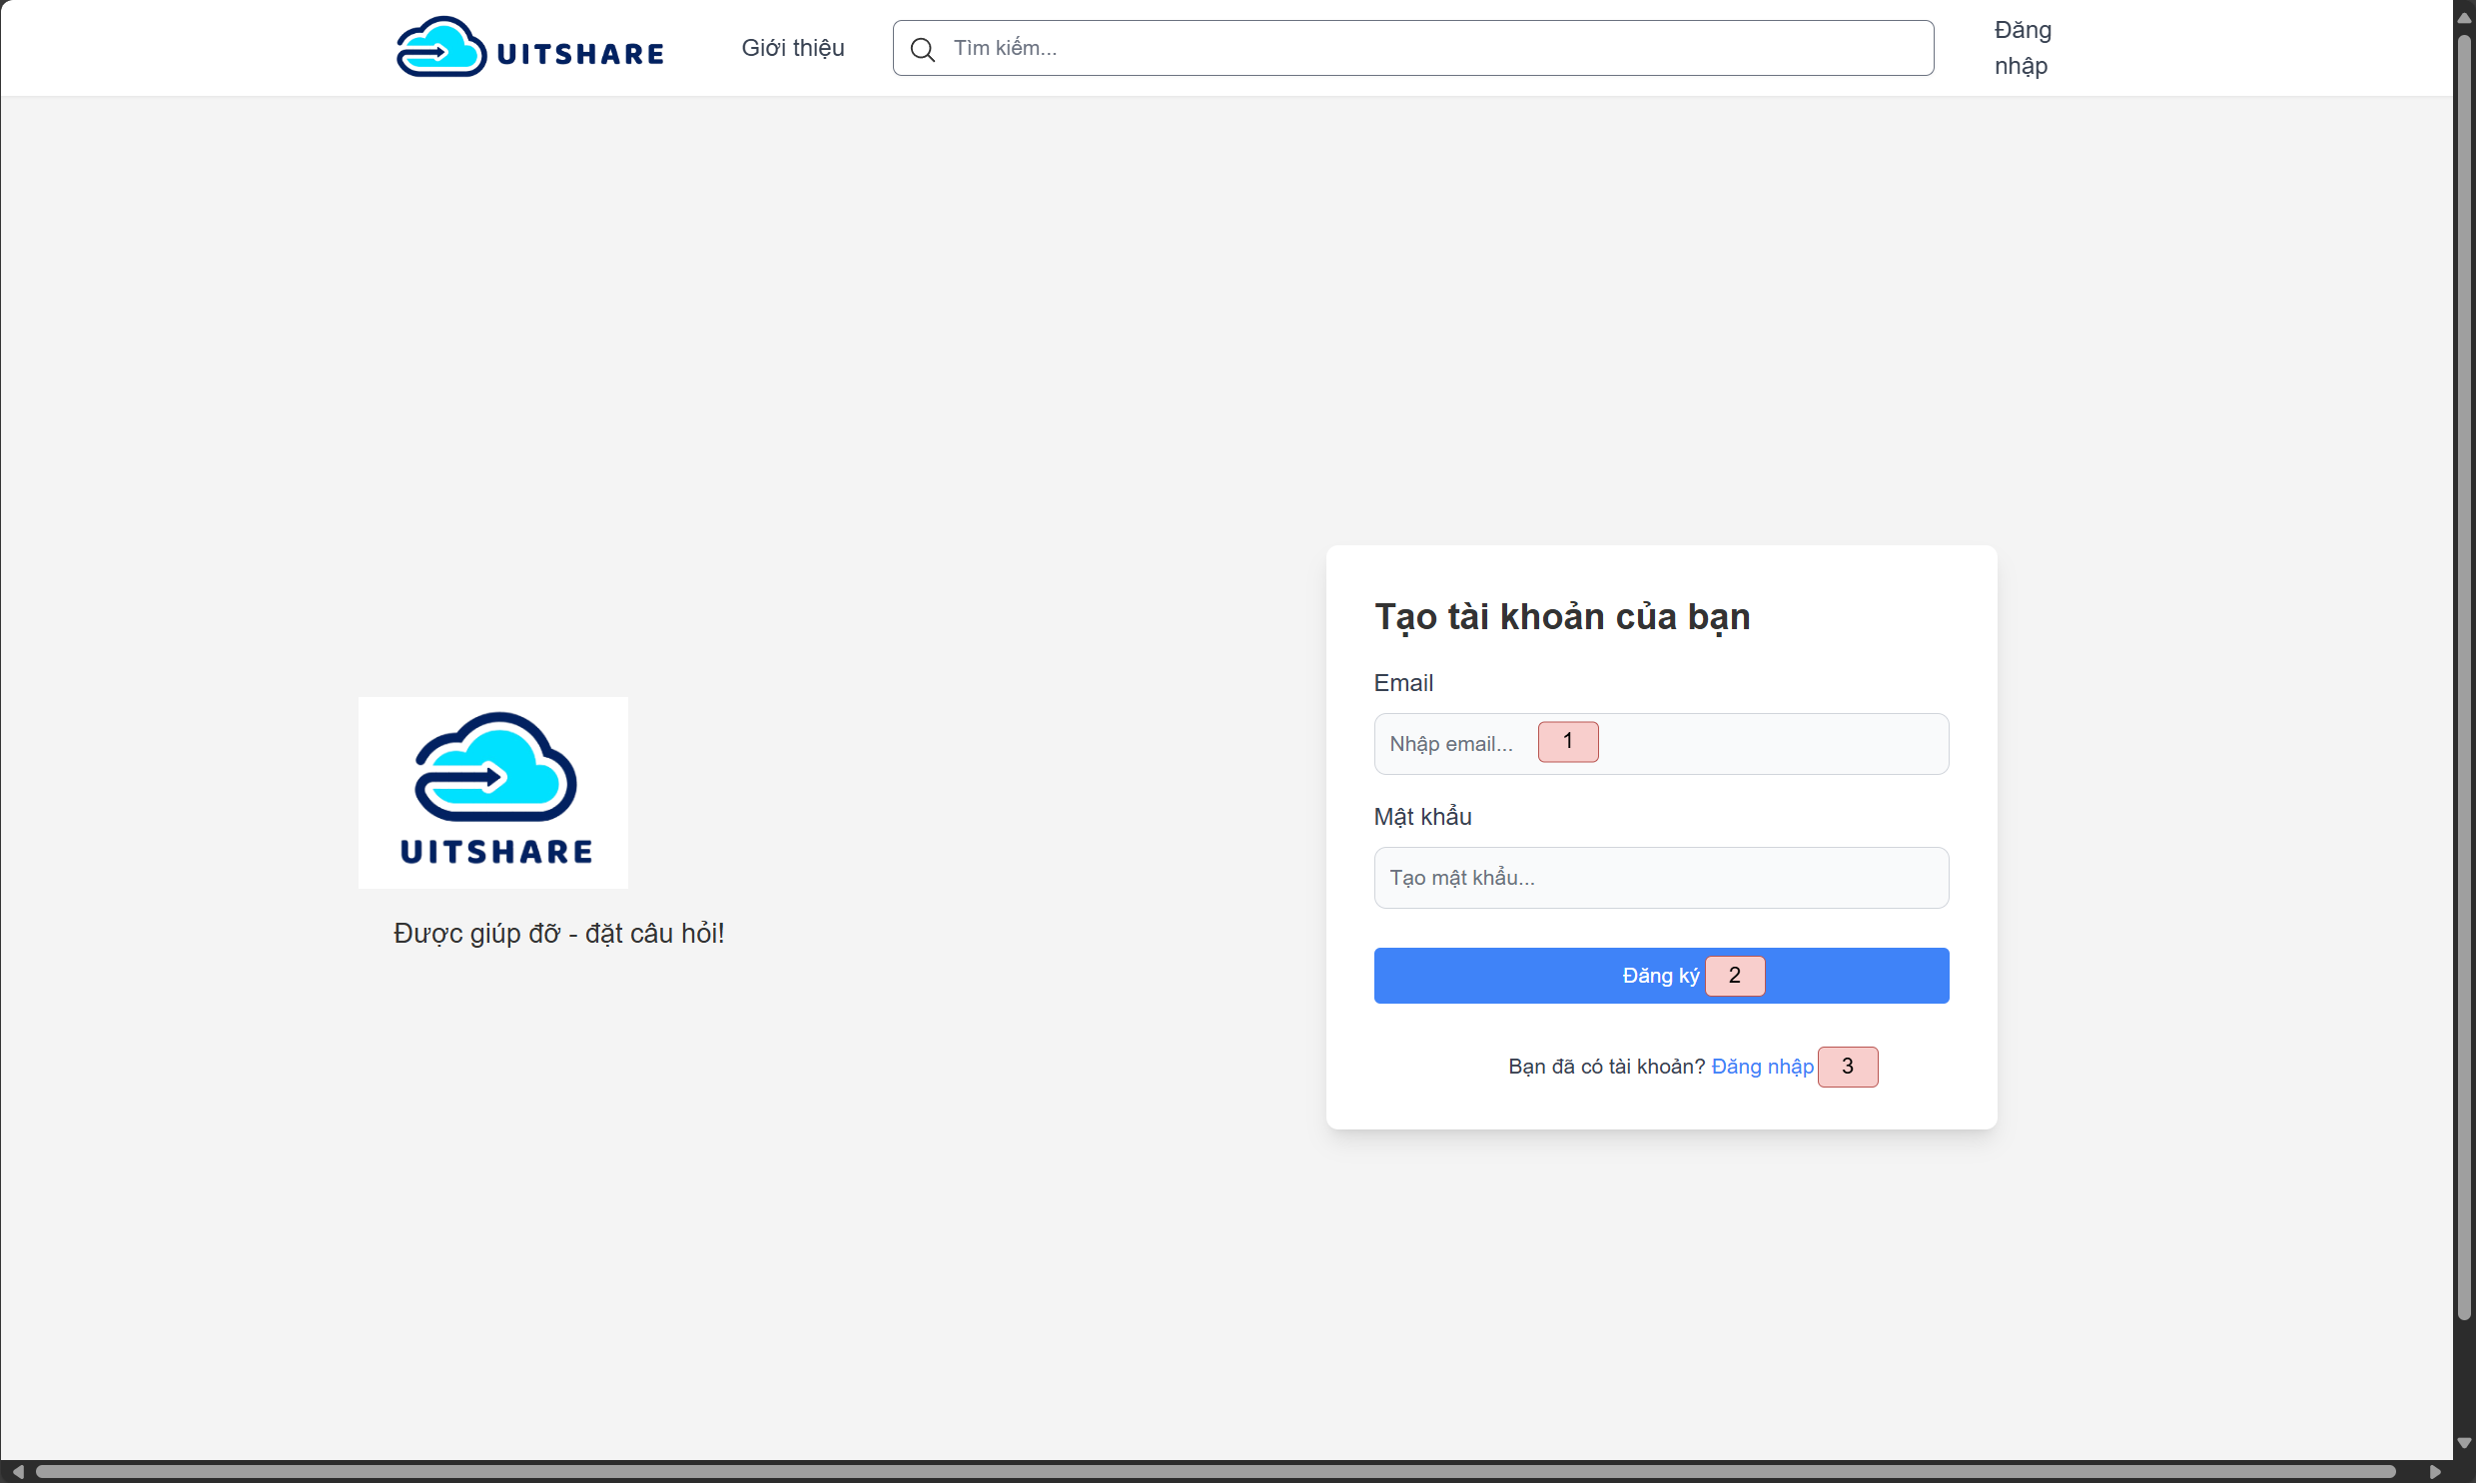 UITSHARE
Giới thiệu
Tìm kiếm...
Đăng
nhập
Tạo tài khoản của bạn
Email
Nhập email...
1
Mật khẩu
Tạo mật khẩu...
Đăng ký
2
Bạn đã có tài khoản? Đăng nhập
3
UITSHARE
Được giúp đỡ - đặt câu hỏi!